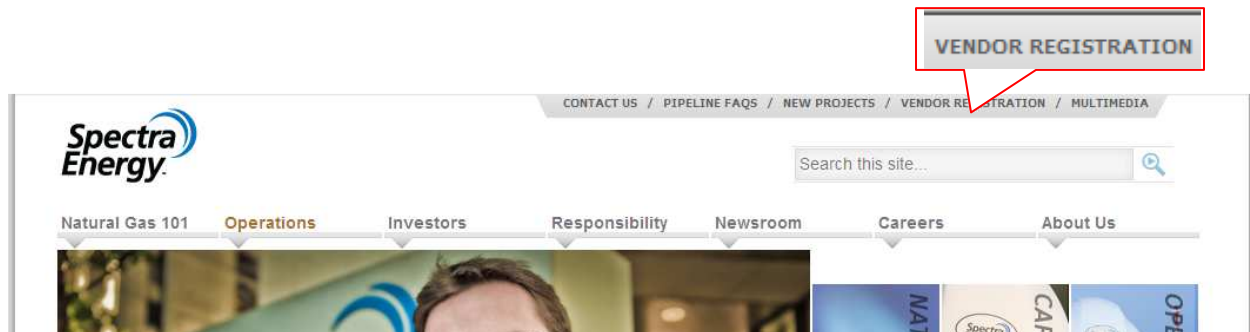 VENDOR REGISTRATION
CONTACT US / PIPELINE FAQS / NEW PROJECTS / VENDOR REGISTRATION / MULTIMEDIA
Spectra
Energy.
Search this site...
Natural Gas 101 Operations Investors Responsibility Newsroom Careers About Us
Spectra